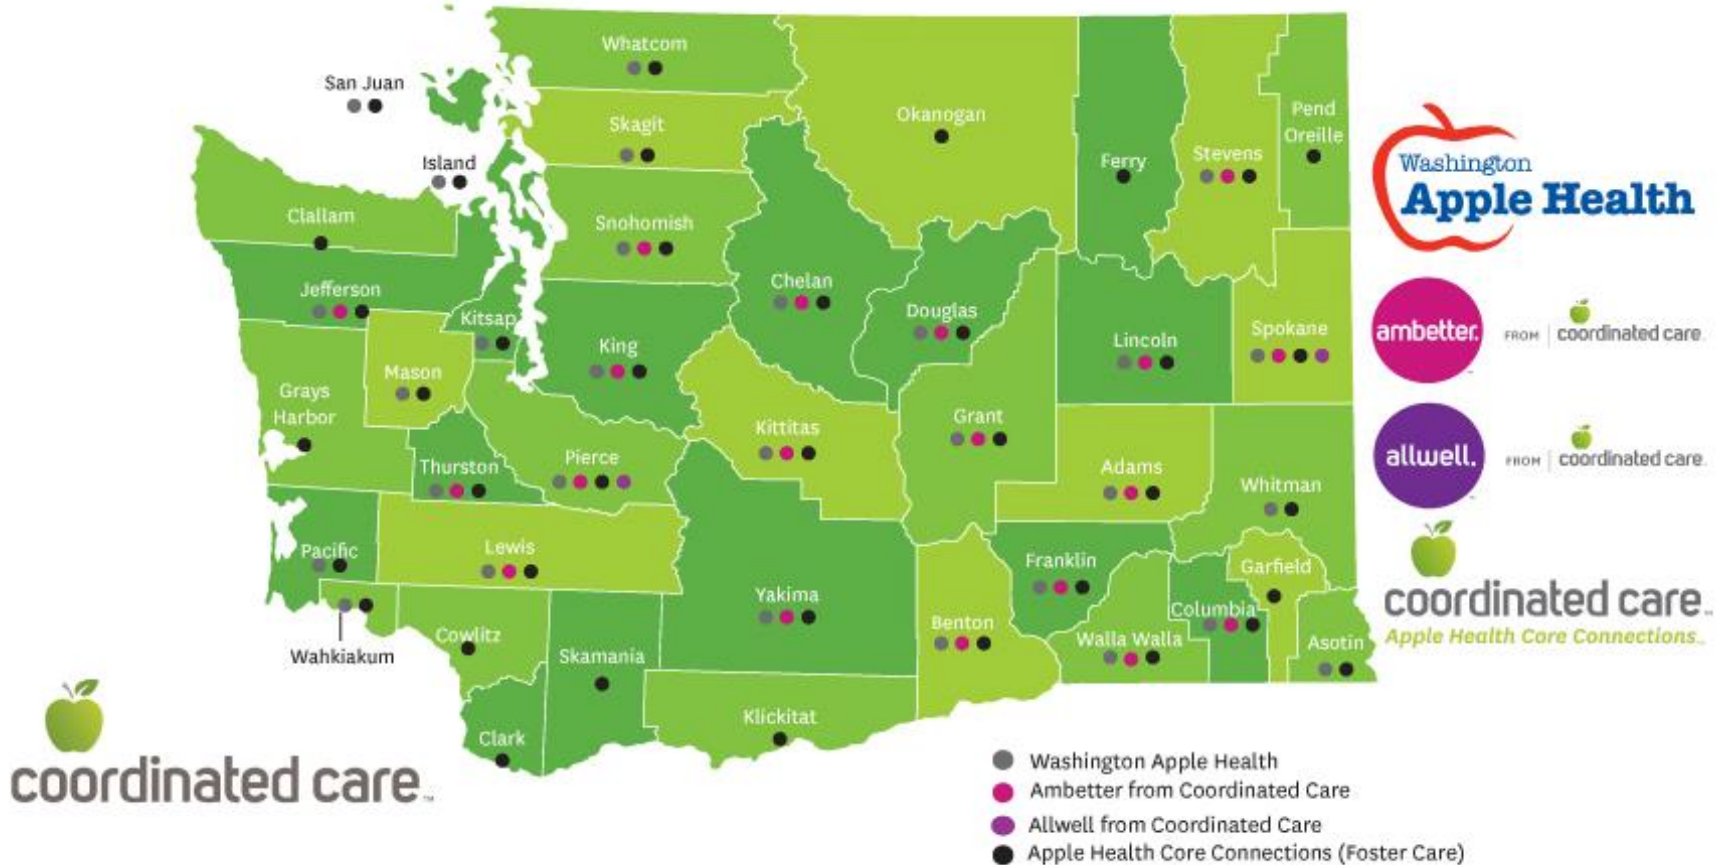 Whatcom
San Juan
Skagit
Okanogan
Pend
Oreille
Ferry
Stevens
Island
Clallam
Snohomish
Chelan
Jefferson
Kitsap
Douglas
King
Lincoln
Spokane
Mason
Grays
Harbor
Kittitas
Grant
Thurston
Pierce
Adams
Whitman
Pacific
Lewis
Yakima
Franklin
Garfield
Columbia
Benton
Walla Walla
Asotin
Wahkiakum
Cowlitz
Skamania
Klickitat
Clark
Washington
Apple Health
ambetter.
FROM | coordinated care.
allwell.
FROM | coordinated care.
coordinated care™
Apple Health Core Connections™
coordinated care™
Washington Apple Health
Ambetter from Coordinated Care
Allwell from Coordinated Care
Apple Health Core Connections (Foster Care)